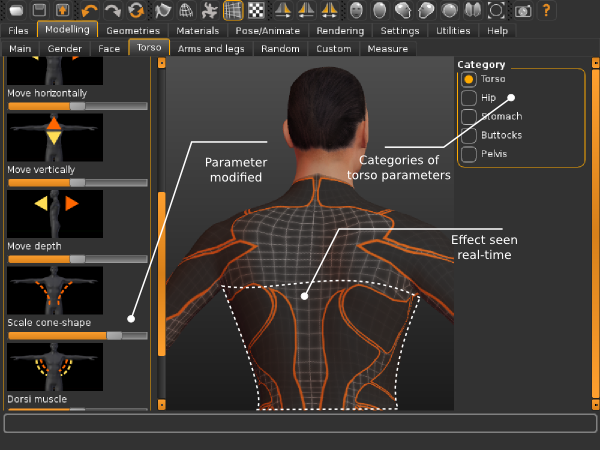 Files Modelling Geometries Materials Pose/Animate Rendering Settings Utilities Help
Main Gender Face Torso Arms and legs Random Custom Measure
Move horizontally
Move vertically
Move depth
Scale cone-shape
Dorsi muscle
Parameter
modified
Categories of
torso parameters
Effect seen
real-time
Category
Torso
Hip
Stomach
Buttocks
Pelvis